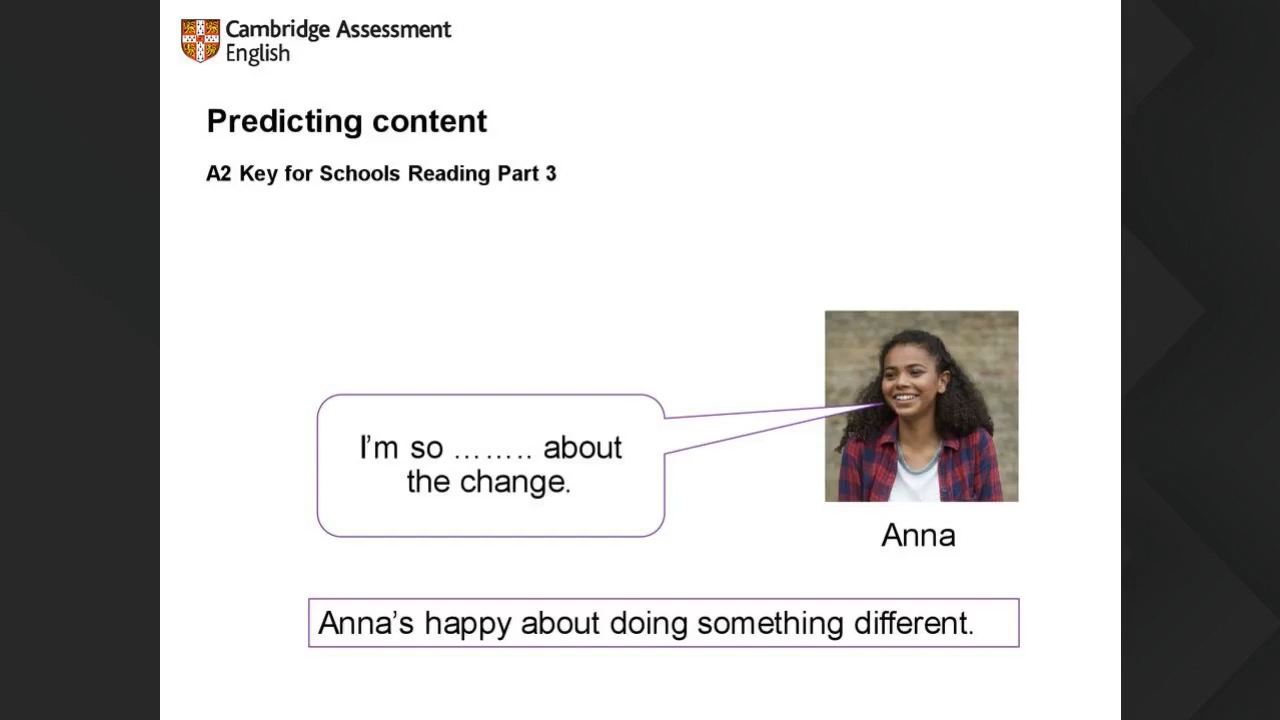 Cambridge Assessment
English
Predicting content
A2 Key for Schools Reading Part 3
I'm so …….. about
the change.
Anna
Anna's happy about doing something different.